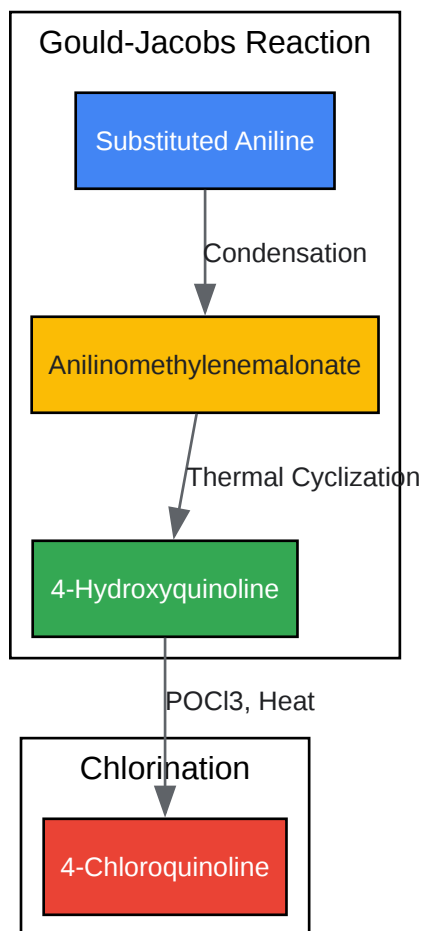 Gould-Jacobs Reaction
Substituted Aniline
Condensation
Anilinomethylenemalonate
Thermal Cyclization
4-Hydroxyquinoline
POCl3, Heat
Chlorination
4-Chloroquinoline